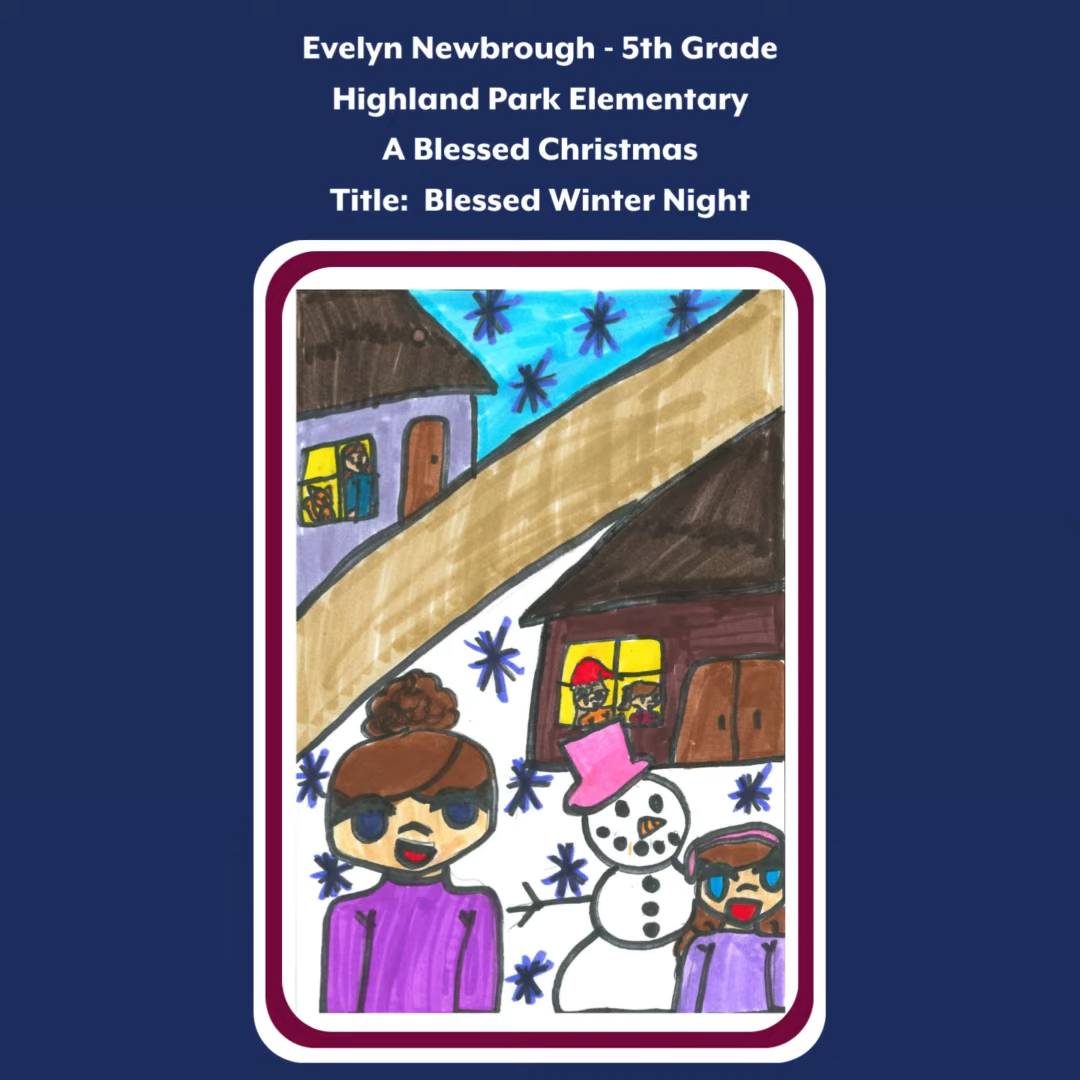 Evelyn Newbrough - 5th Grade
Highland Park Elementary
A Blessed Christmas
Title: Blessed Winter Night